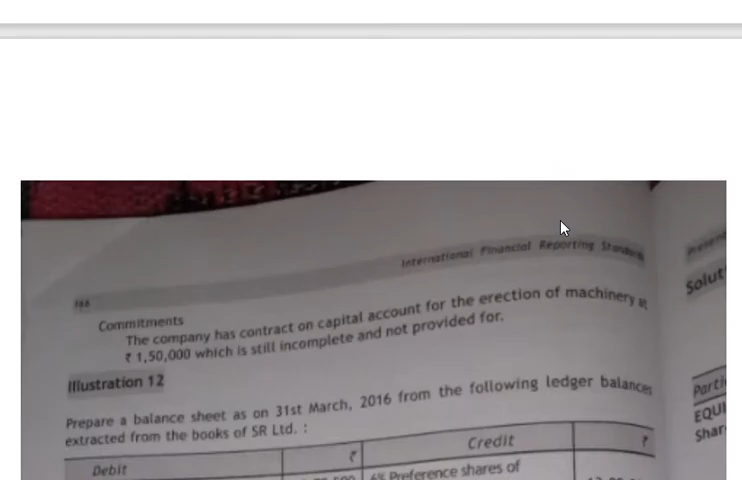 International Financial Reporting Standards
Commitments
The company has contract on capital account for the erection of machinery at
₹ 1,50,000 which is still incomplete and not provided for.
Illustration 12
Prepare a balance sheet as on 31st March, 2016 from the following ledger balances
extracted from the books of SR Ltd. :
Debit ₹ Credit ₹
6% Preference shares of
Solut
Parti
EQUI
Shar